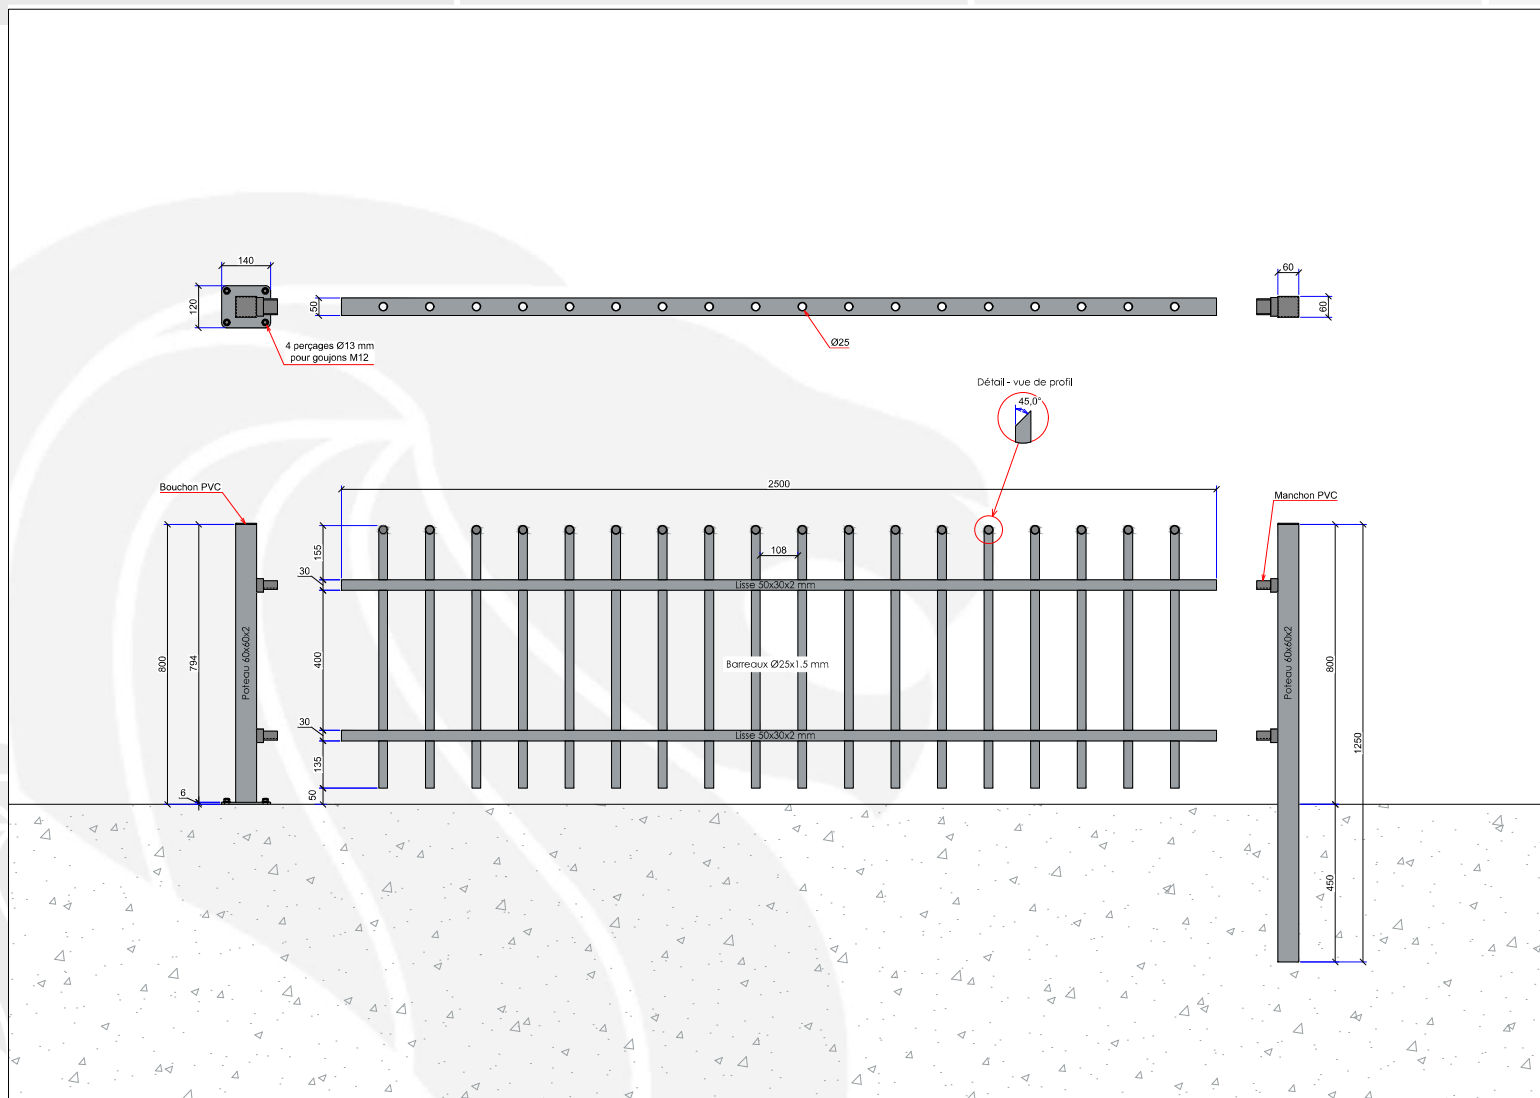 140
120
4 perçages Ø13 mm
pour goujons M12
50
Ø25
60
60
Détail - vue de profil
45,0°
2500
Bouchon PVC
Manchon PVC
155
30
108
Lisse 50x30x2 mm
800
794
Poteau 60x60x2
400
Barreaux Ø25x1.5 mm
Poteau 60x60x2
800
1250
30
Lisse 50x30x2 mm
135
6
50
450